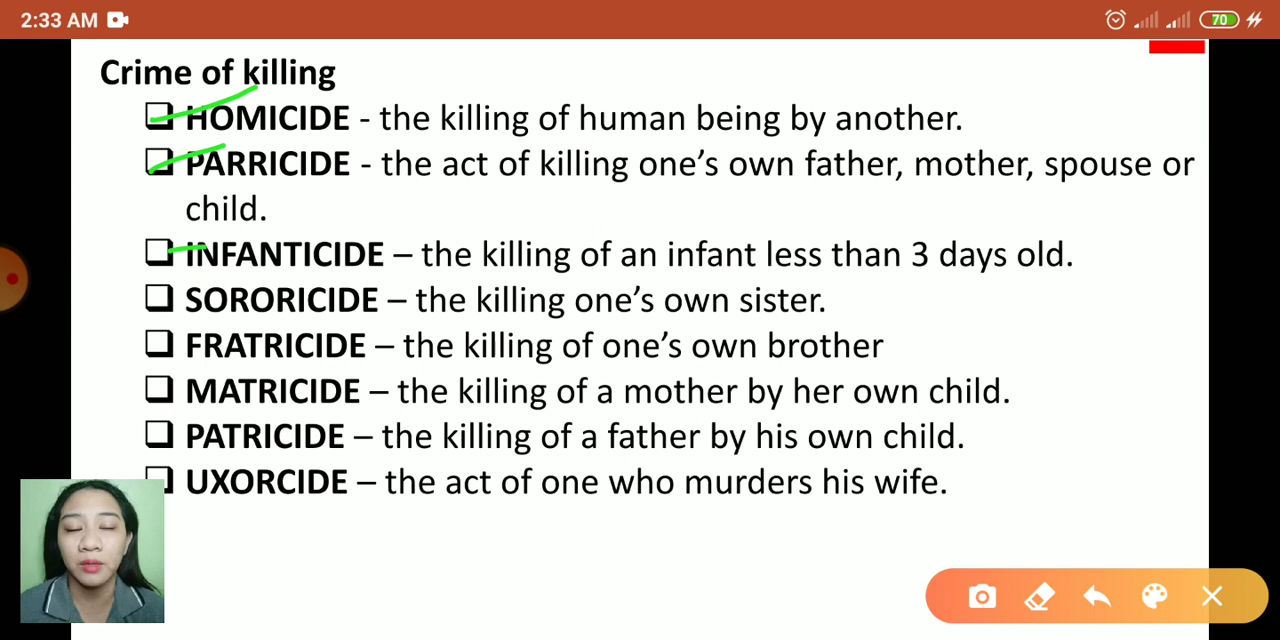 2:33 AM
70
Crime of killing
HOMICIDE - the killing of human being by another.
PARRICIDE - the act of killing one's own father, mother, spouse or
child.
INFANTICIDE – the killing of an infant less than 3 days old.
SORORICIDE – the killing one's own sister.
FRATRICIDE – the killing of one's own brother
MATRICIDE – the killing of a mother by her own child.
PATRICIDE – the killing of a father by his own child.
UXORCIDE – the act of one who murders his wife.